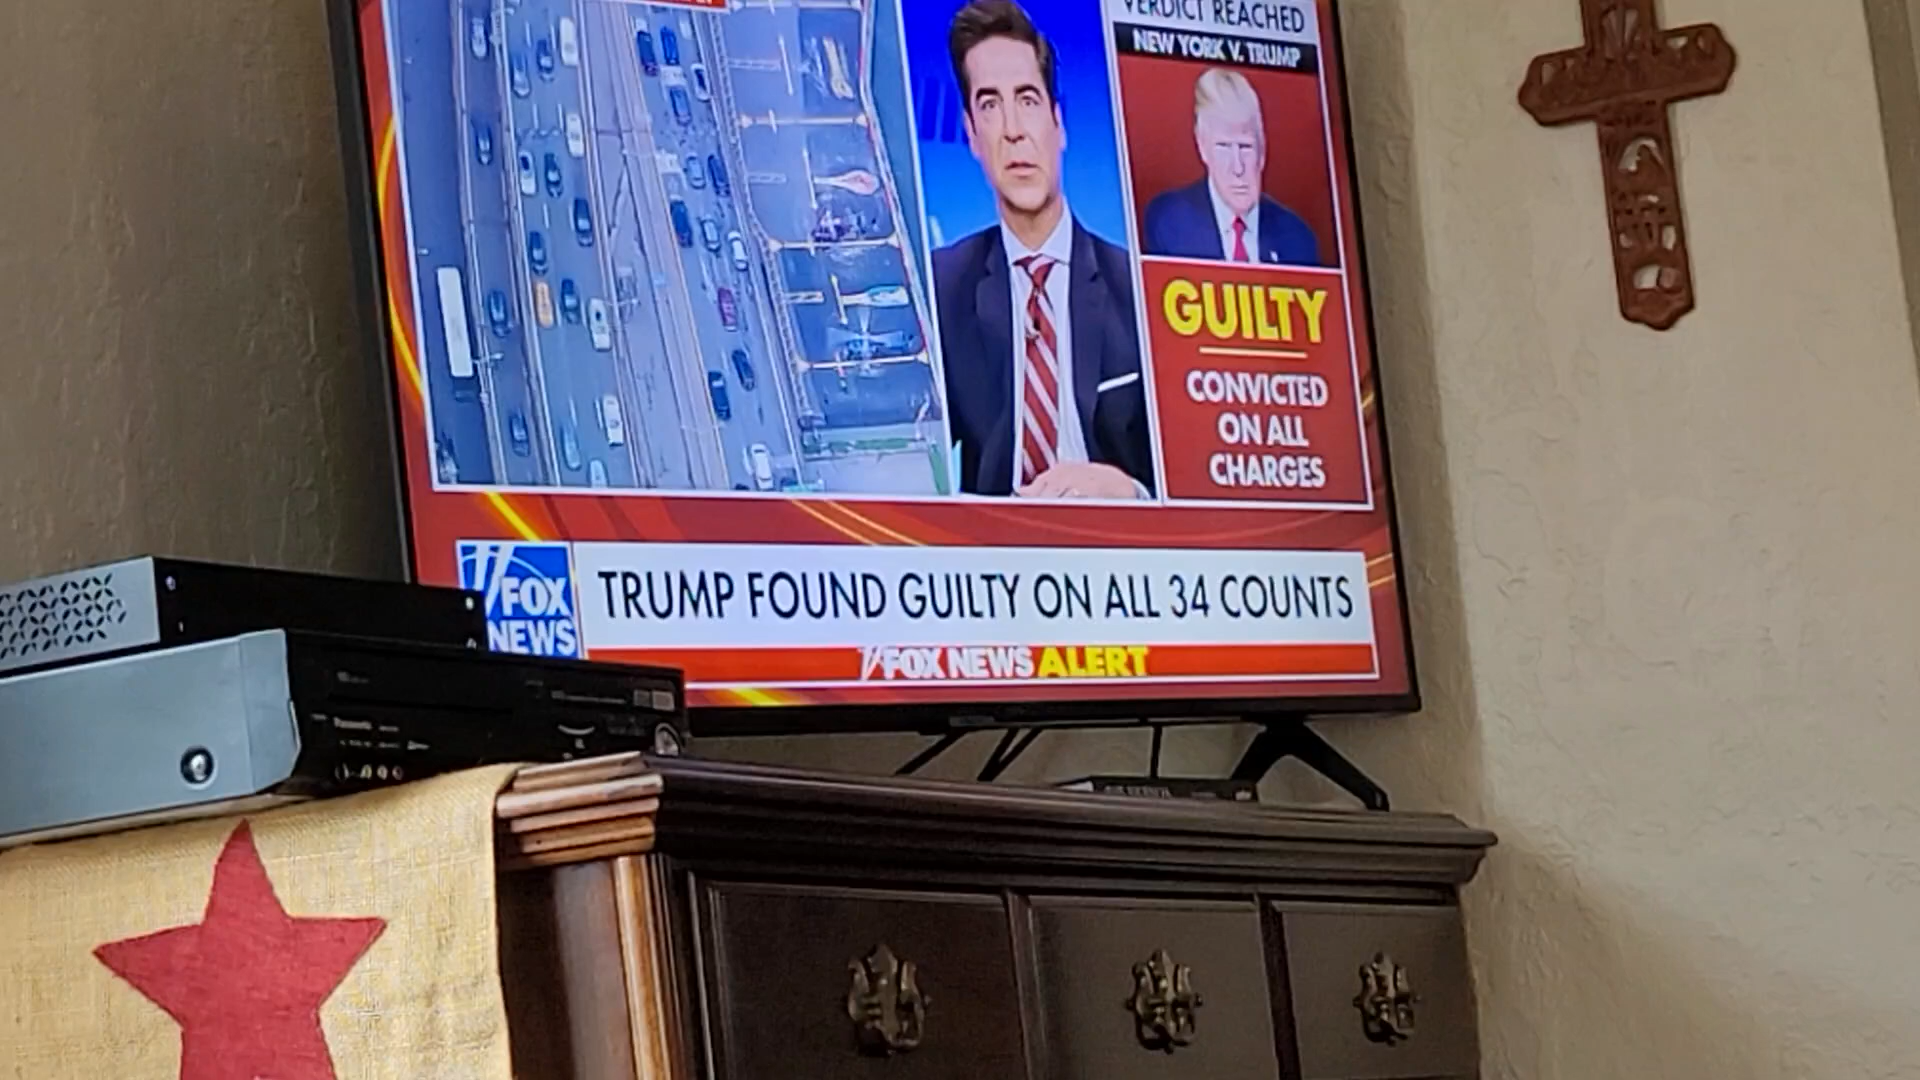 VERDICT REACHED
NEW YORK V. TRUMP
GUILTY
CONVICTED
ON ALL
CHARGES
FOX
NEWS
TRUMP FOUND GUILTY ON ALL 34 COUNTS
FOX NEWS ALERT
Panasonic